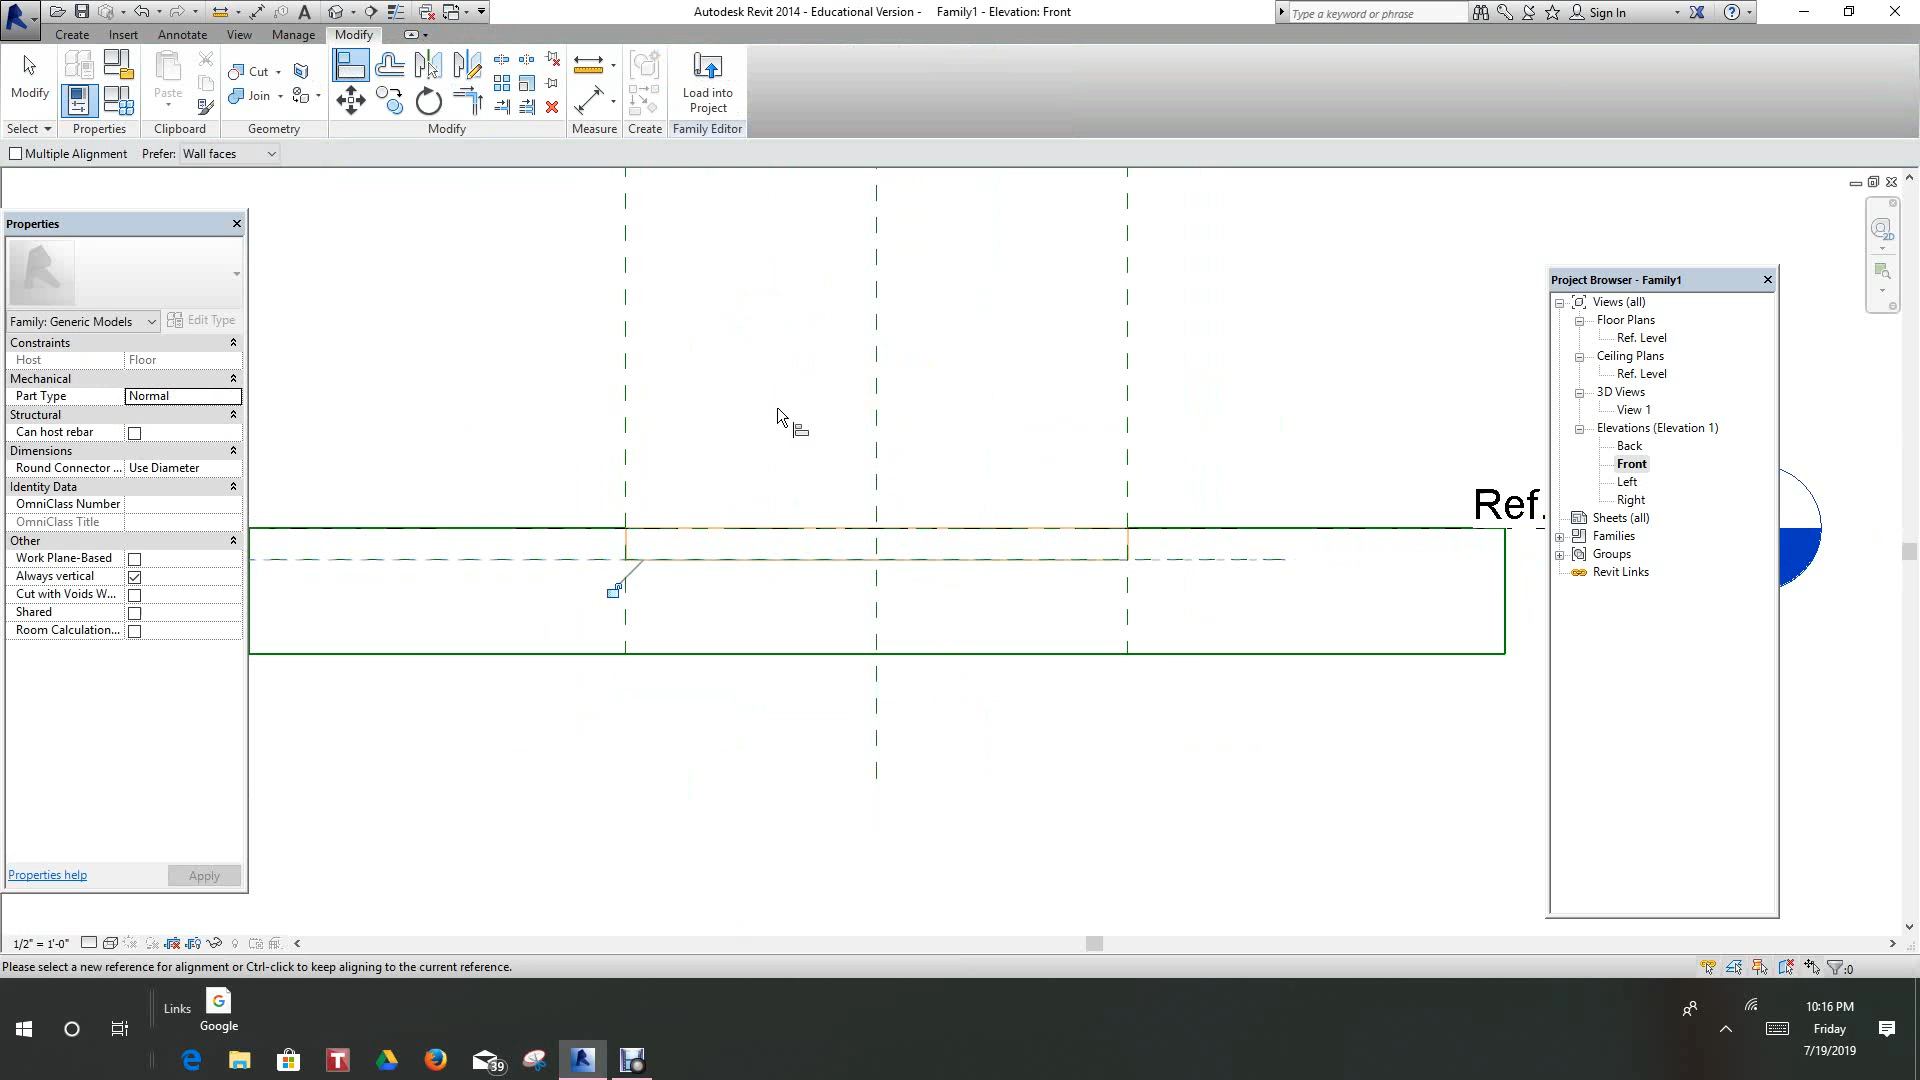 Autodesk Revit 2014 - Educational Version - Family1 - Elevation: Front
Type a keyword or phrase
Sign In
Create Insert Annotate View Manage Modify
Modify
Paste
Cut
Join
Load into
Project
Select Properties Clipboard Geometry Modify Measure Create Family Editor
Multiple Alignment Prefer: Wall faces
2D
Properties
Family: Generic Models Edit Type
Constraints
Host Floor
Mechanical
Part Type Normal
Structural
Can host rebar
Dimensions
Round Connector ... Use Diameter
Identity Data
OmniClass Number
OmniClass Title
Other
Work Plane-Based
Always vertical
Cut with Voids W...
Shared
Room Calculation...
Properties help Apply
Ref.
Project Browser - Family1
Views (all)
Floor Plans
Ref. Level
Ceiling Plans
Ref. Level
3D Views
View 1
Elevations (Elevation 1)
Back
Front
Left
Right
Sheets (all)
Families
Groups
Revit Links
1/2" = 1'-0"
Please select a new reference for alignment or Ctrl-click to keep aligning to the current reference.
:0
Links
Google
39
10:16 PM
Friday
7/19/2019